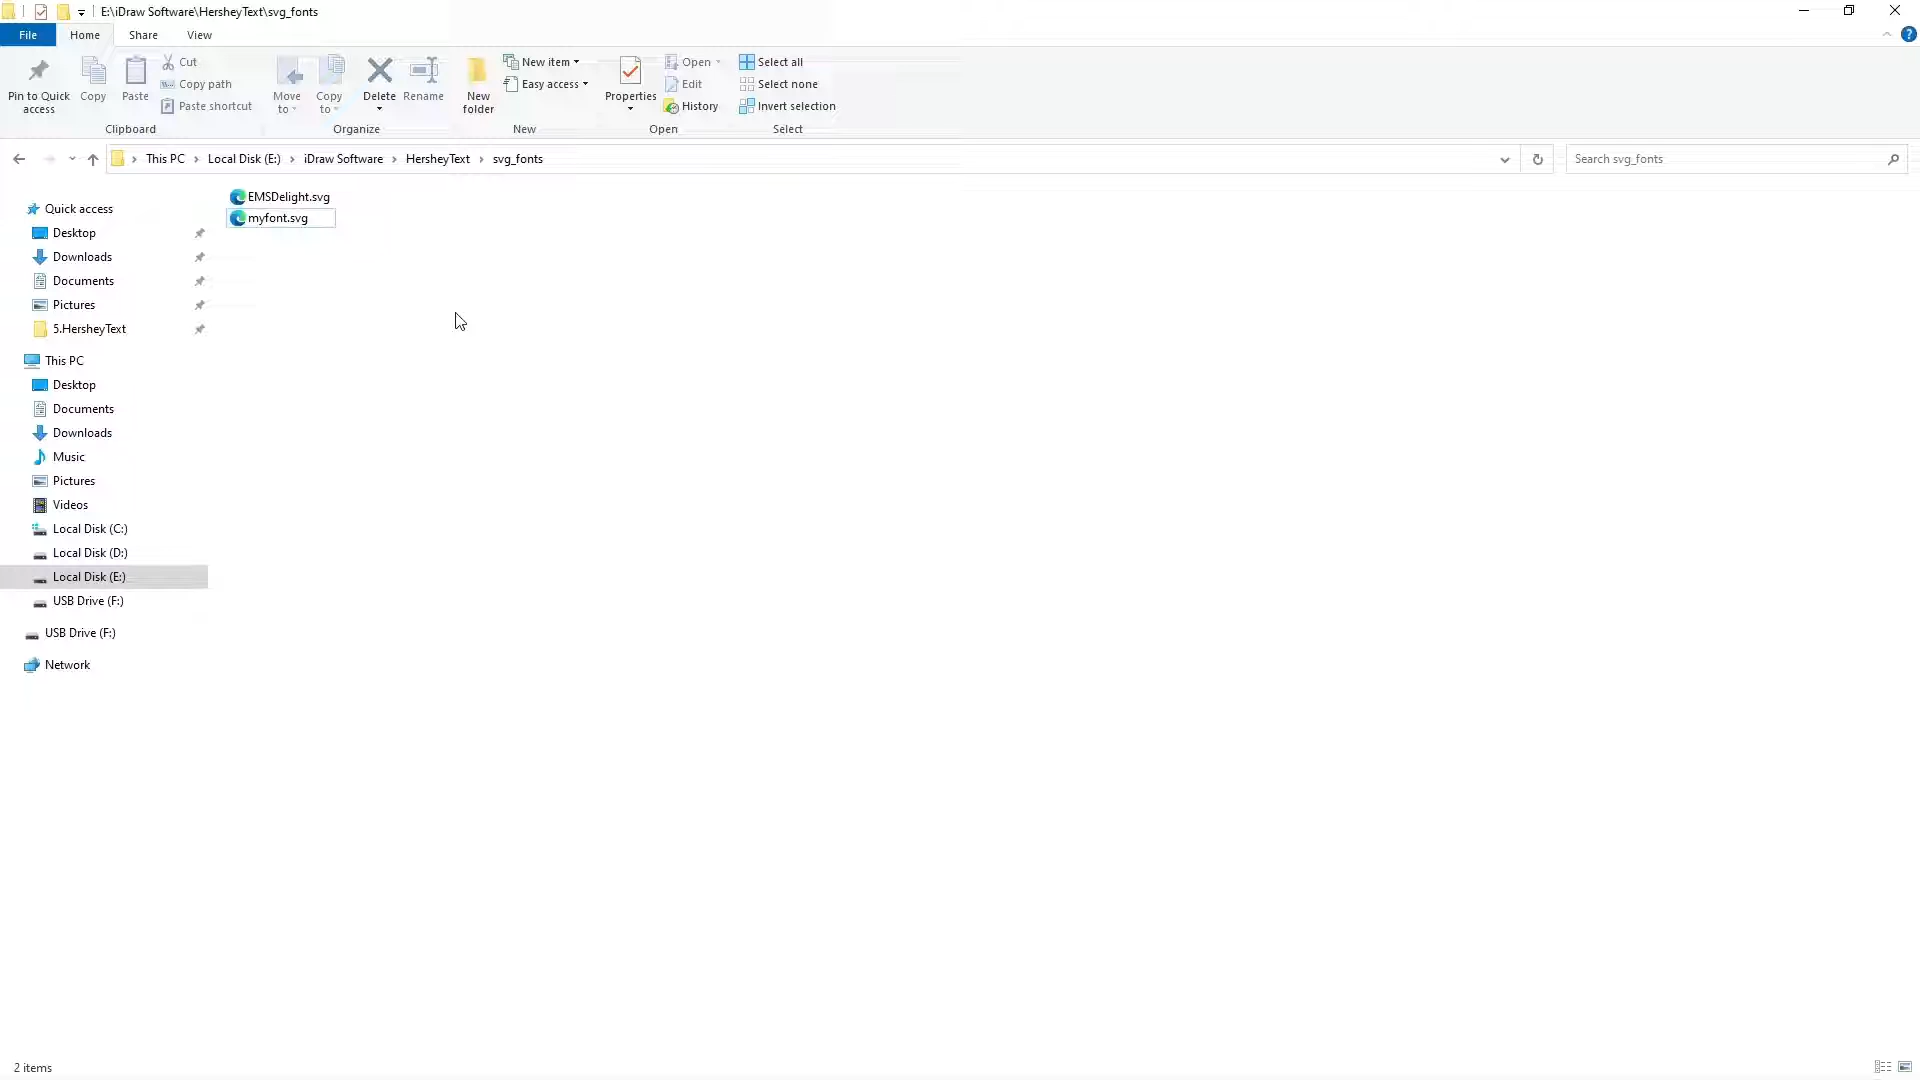 E:\iDraw Software\HersheyText\svg_fonts
File Home Share View
Pin to Quick access
Copy
Paste
Cut
Copy path
Paste shortcut
Clipboard
Move to
Copy to
Delete
Rename
Organize
New folder
New item
Easy access
New
Properties
Open
Edit
History
Open
Select all
Select none
Invert selection
Select
This PC Local Disk (E:) iDraw Software HersheyText svg_fonts
Search svg_fonts
EMSDelight.svg
myfont.svg
Quick access
Desktop
Downloads
Documents
Pictures
5.HersheyText
This PC
Desktop
Documents
Downloads
Music
Pictures
Videos
Local Disk (C:)
Local Disk (D:)
Local Disk (E:)
USB Drive (F:)
USB Drive (F:)
Network
2 items